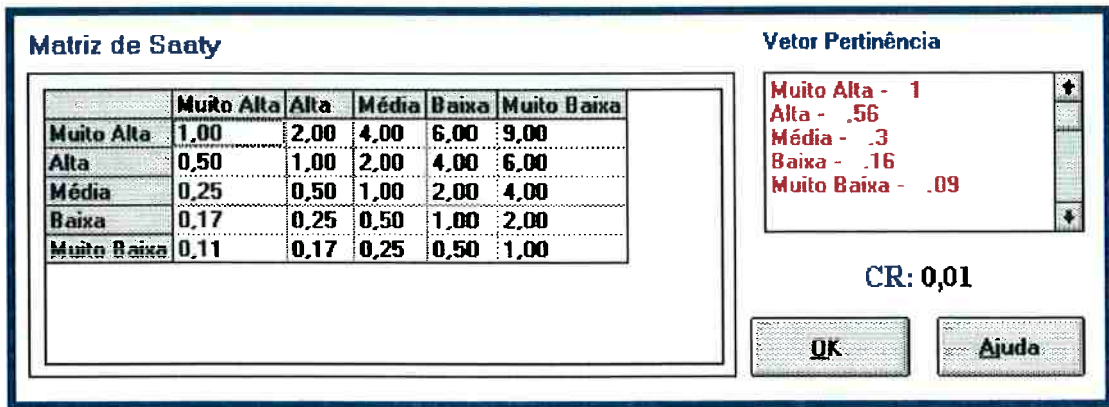 Matriz de Saaty
Muito Alta Alta Média Baixa Muito Baixa
Muito Alta 1,00 2,00 4,00 6,00 9,00
Alta 0,50 1,00 2,00 4,00 6,00
Média 0,25 0,50 1,00 2,00 4,00
Baixa 0,17 0,25 0,50 1,00 2,00
Muito Baixa 0,11 0,17 0,25 0,50 1,00
Vetor Pertinência
Muito Alta - 1
Alta - .56
Média - .3
Baixa - .16
Muito Baixa - .09
CR: 0,01
OK Ajuda